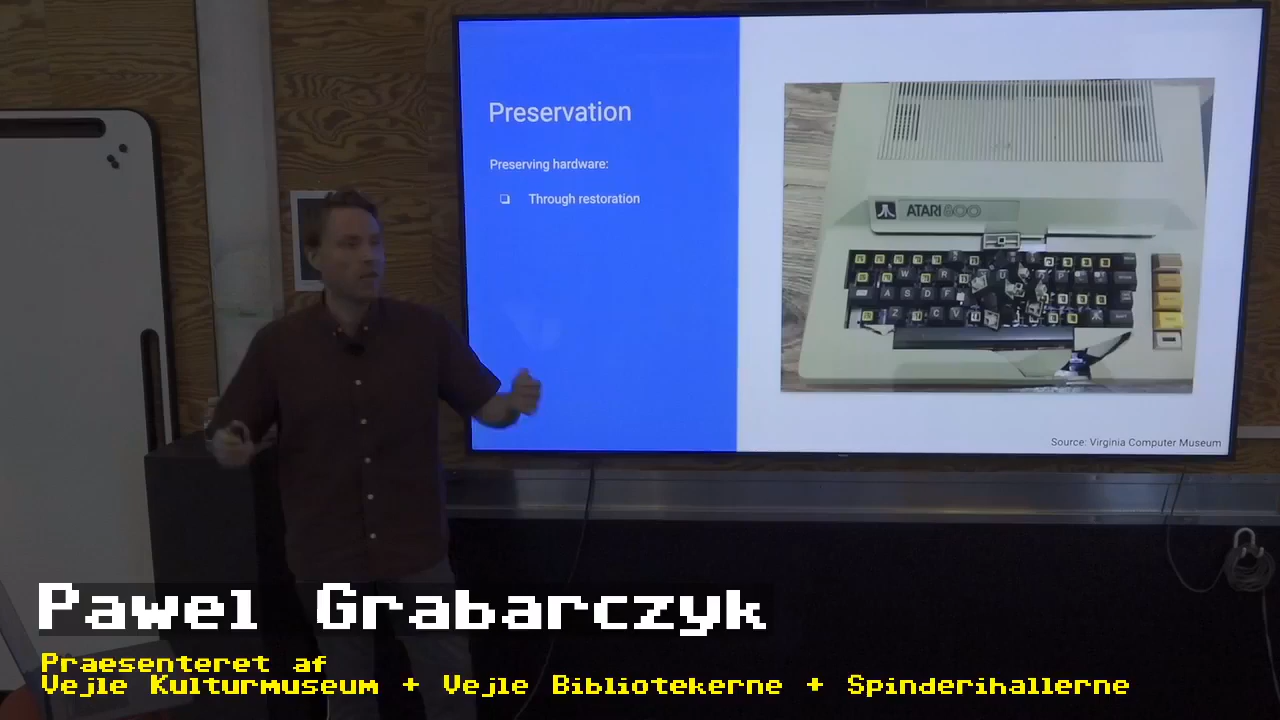 Preservation
Preserving hardware:
Through restoration
ATARI 800
Source: Virginia Computer Museum
Pawel Grabarczyk
Praesenteret af
Vejle Kulturmuseum + Vejle Bibliotekerne + Spinderihallerne